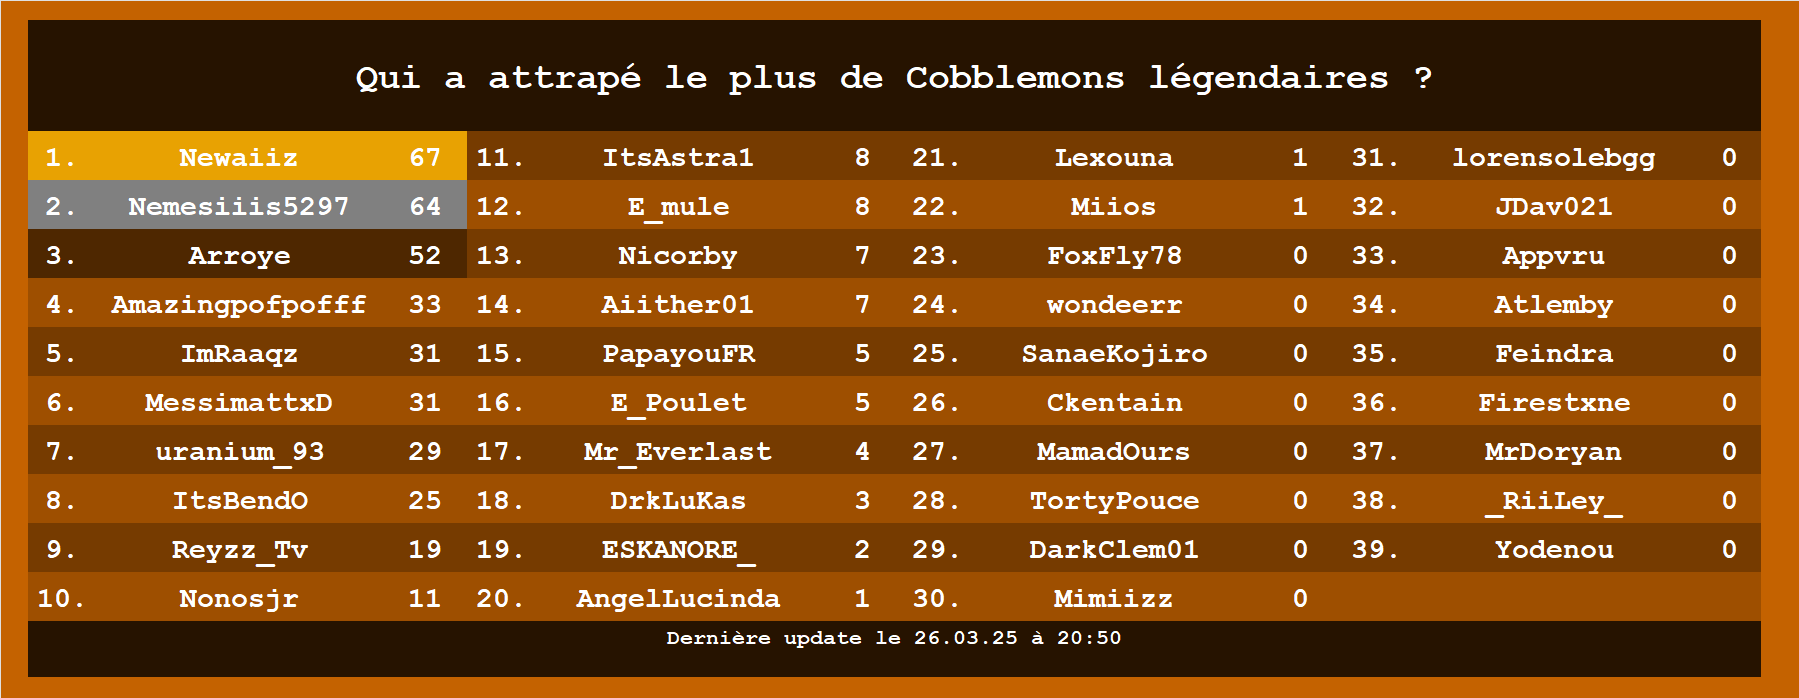 Qui a attrapé le plus de Cobblemons légendaires ?
1. Newaiiz 67 11. ItsAstra1 8 21. Lexouna 1 31. lorensolebgg 0
2. Nemesiiis5297 64 12. E_mule 8 22. Miios 1 32. JDav021 0
3. Arroye 52 13. Nicorby 7 23. FoxFly78 0 33. Appvru 0
4. Amazingpofpofff 33 14. Aiither01 7 24. wondeerr 0 34. Atlemby 0
5. ImRaaqz 31 15. PapayouFR 5 25. SanaeKojiro 0 35. Feindra 0
6. MessimattxD 31 16. E_Poulet 5 26. Ckentain 0 36. Firestxne 0
7. uranium_93 29 17. Mr_Everlast 4 27. MamadOurs 0 37. MrDoryan 0
8. ItsBendO 25 18. DrkLuKas 3 28. TortyPouce 0 38. _RiiLey_ 0
9. Reyzz_Tv 19 19. ESKANORE_ 2 29. DarkClem01 0 39. Yodenou 0
10. Nonosjr 11 20. AngelLucinda 1 30. Mimiizz 0
Dernière update le 26.03.25 à 20:50